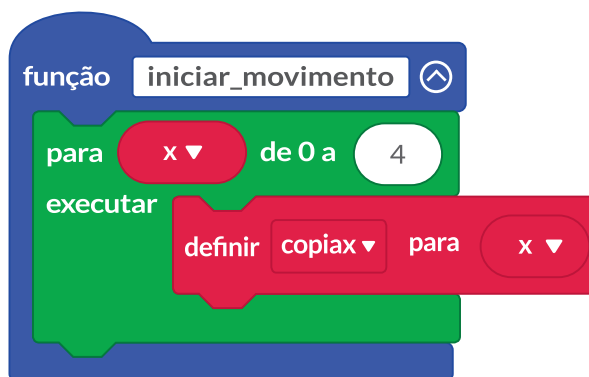 função iniciar_movimento
para x de 0 a 4
executar
definir copiax para x